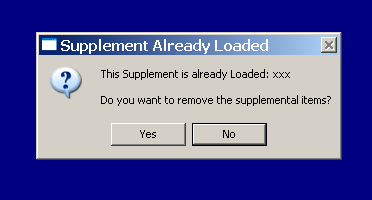 Supplement Already Loaded
This Supplement is already Loaded: xxx
Do you want to remove the supplemental items?
Yes
No